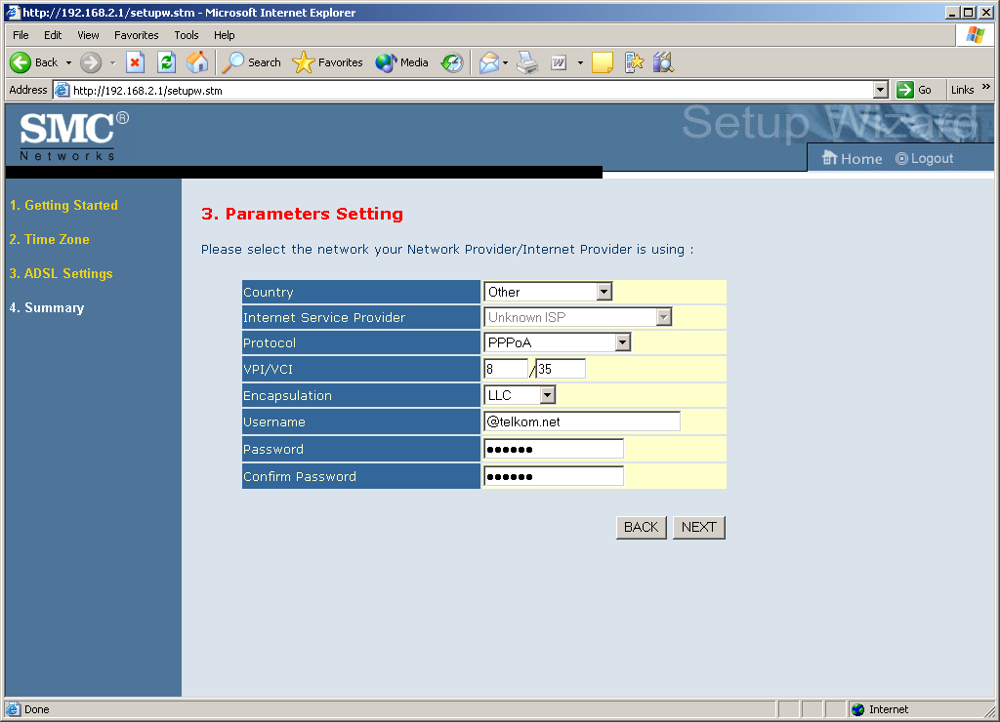 http://192.168.2.1/setupw.stm - Microsoft Internet Explorer
File Edit View Favorites Tools Help
Back Search Favorites Media
Address http://192.168.2.1/setupw.stm Go Links »
SMC®
Networks
Setup Wizard
Home Logout
1. Getting Started
2. Time Zone
3. ADSL Settings
4. Summary
3. Parameters Setting
Please select the network your Network Provider/Internet Provider is using :
Country Other
Internet Service Provider Unknown ISP
Protocol PPPoA
VPI/VCI 8 / 35
Encapsulation LLC
Username @telkom.net
Password ••••••
Confirm Password ••••••
BACK NEXT
Done Internet